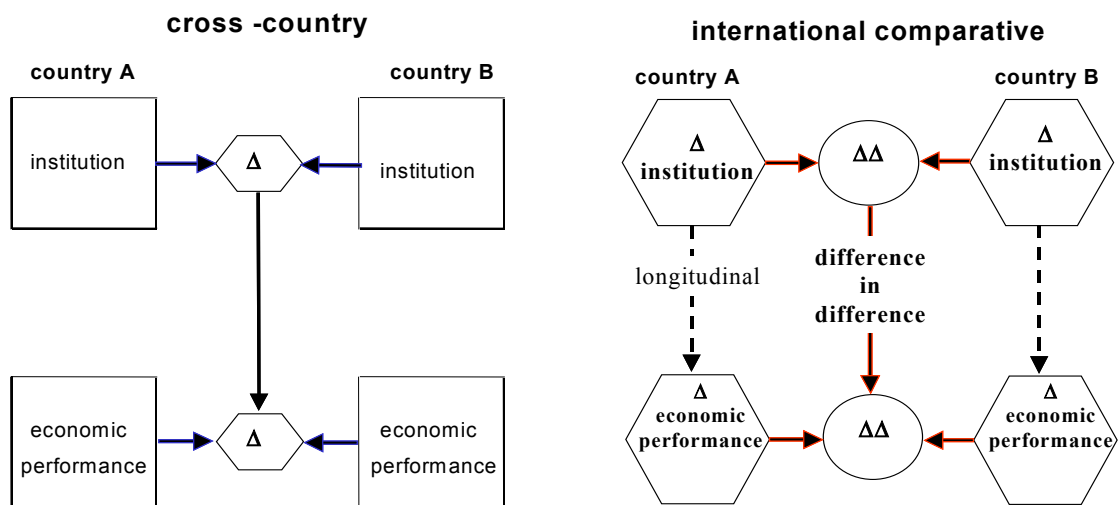 cross -country
country A
country B
institution
Δ
institution
economic
performance
Δ
economic
performance
international comparative
country A
country B
Δ
institution
ΔΔ
Δ
institution
longitudinal
difference
in
difference
Δ
economic
performance
ΔΔ
Δ
economic
performance